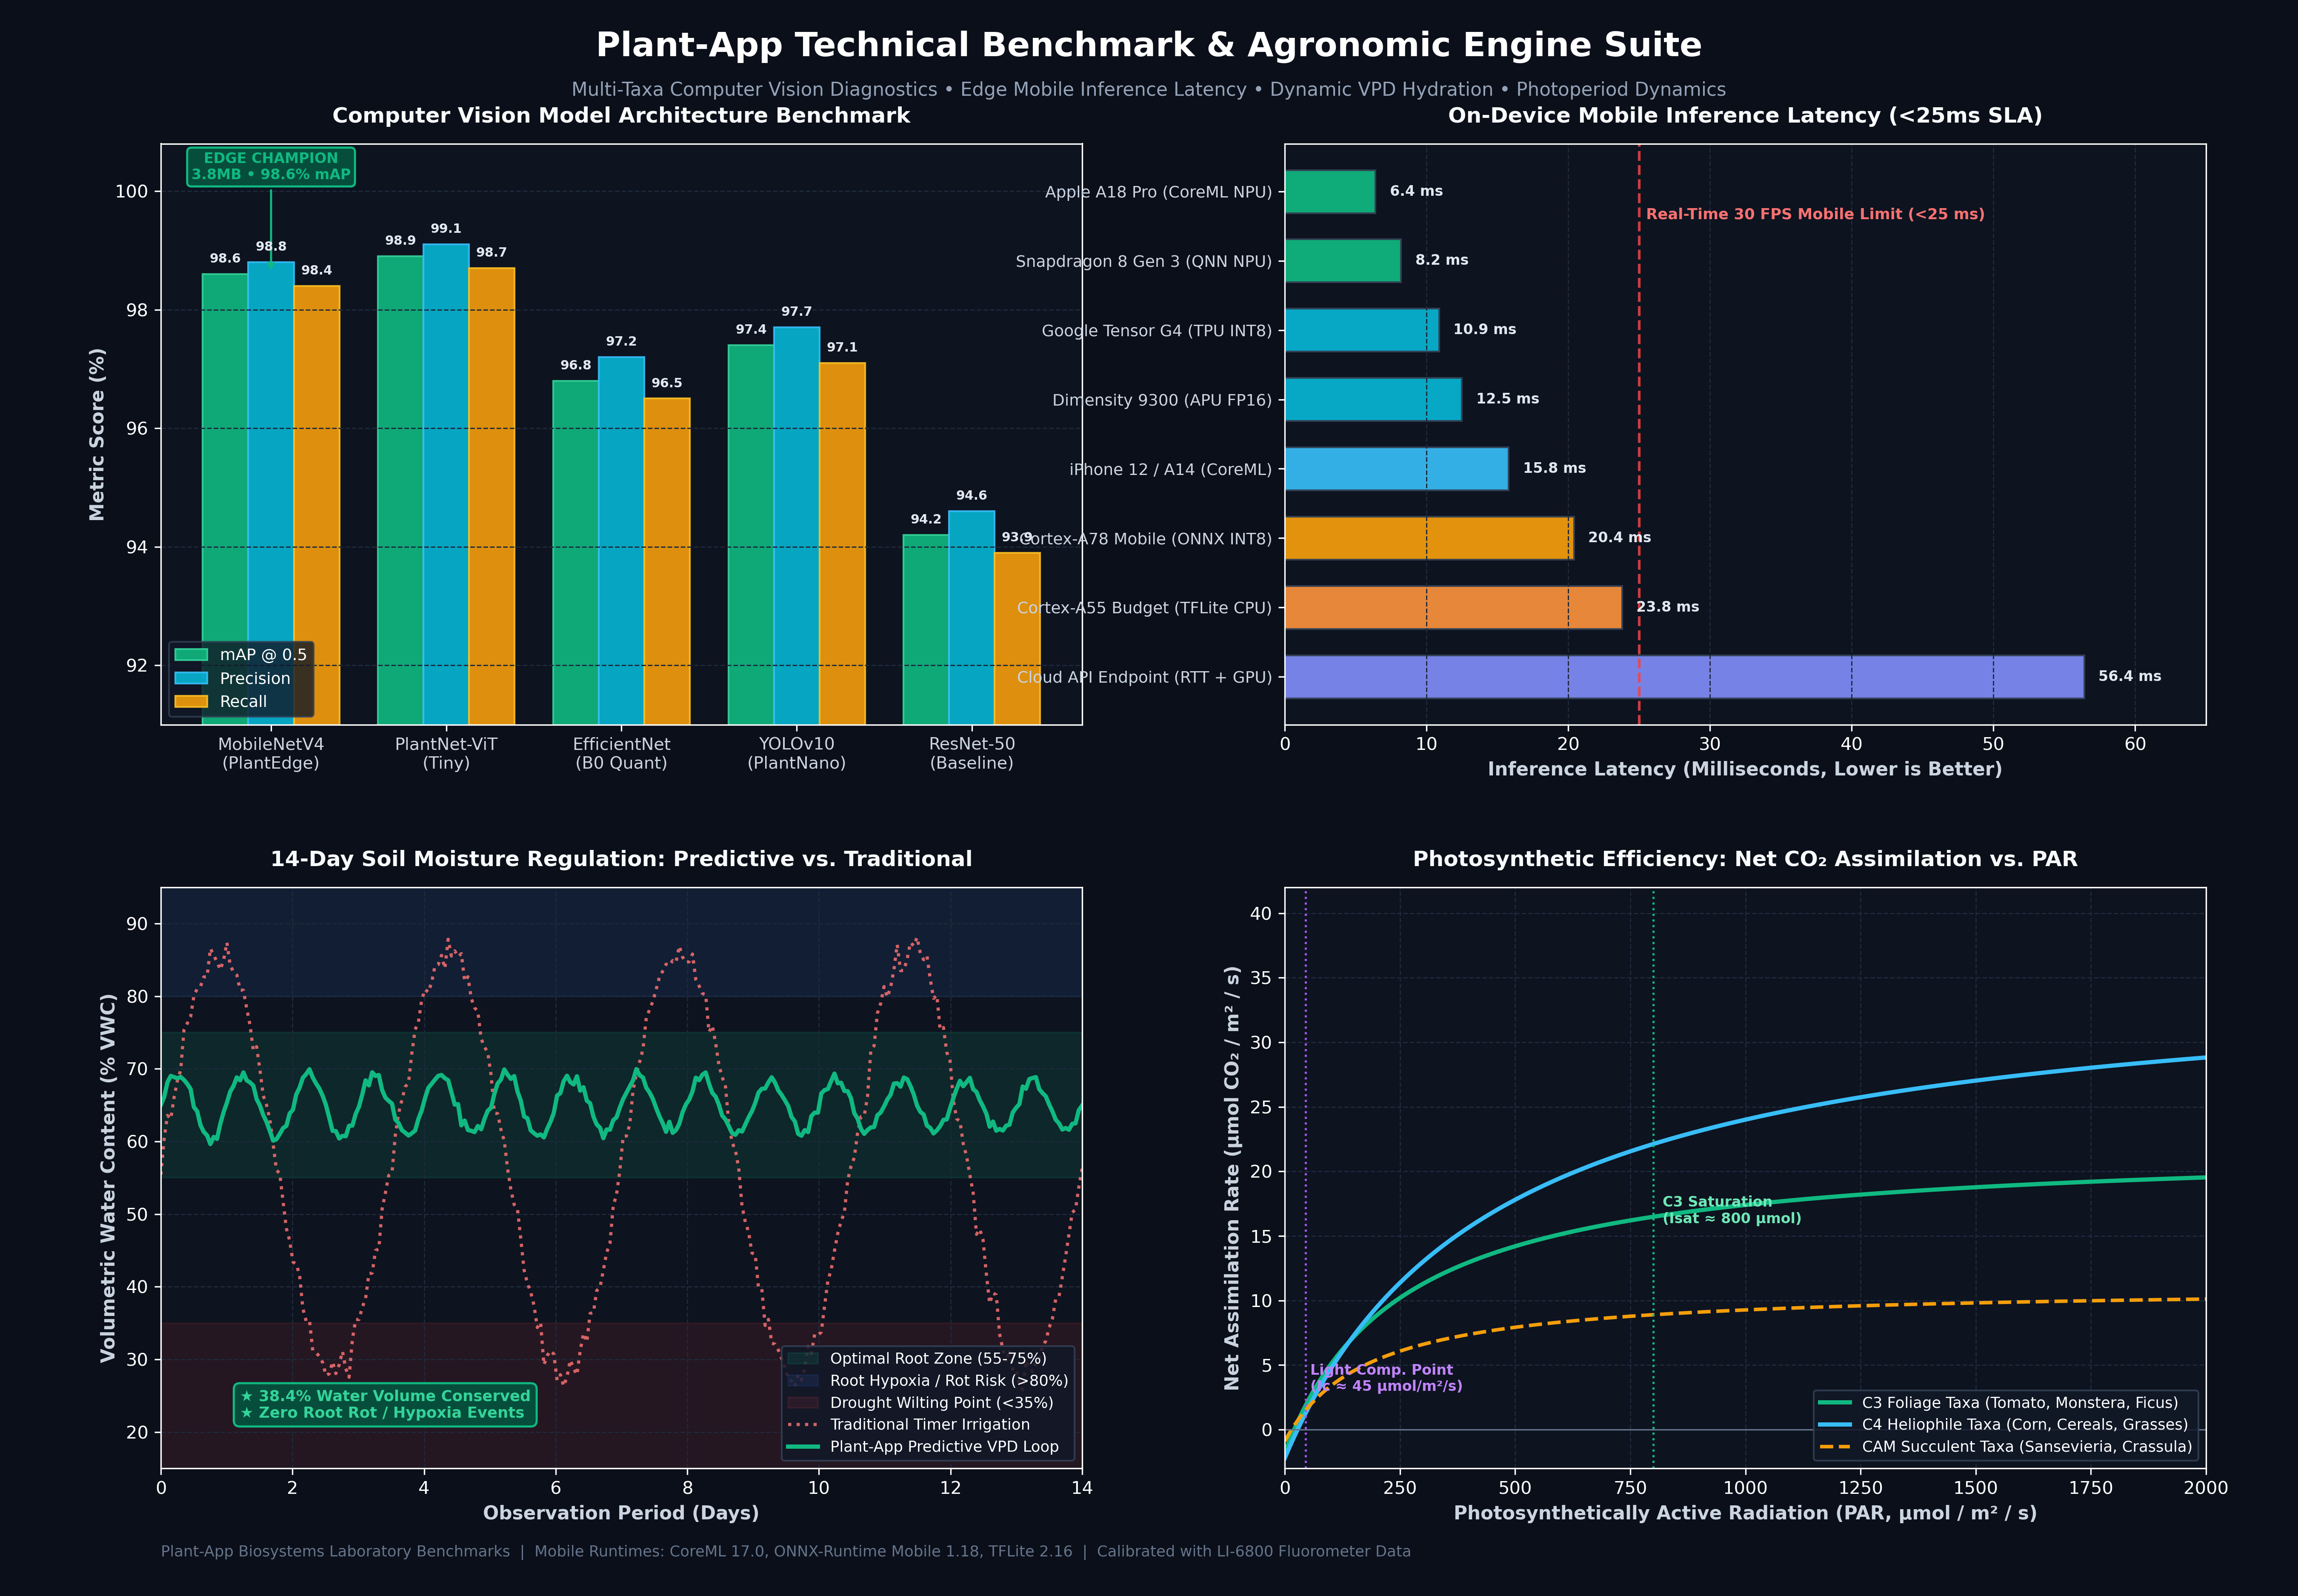 Plant-App Technical Benchmark & Agronomic Engine Suite
Multi-Taxa Computer Vision Diagnostics • Edge Mobile Inference Latency • Dynamic VPD Hydration • Photoperiod Dynamics
Computer Vision Model Architecture Benchmark
EDGE CHAMPION
3.8MB • 98.6% mAP
Metric Score (%)
100
98
96
94
92
98.6
98.8
98.4
98.9
99.1
98.7
96.8
97.2
96.5
97.4
97.7
97.1
94.2
94.6
93.9
mAP @ 0.5
Precision
Recall
MobileNetV4
(PlantEdge)
PlantNet-ViT
(Tiny)
EfficientNet
(B0 Quant)
YOLOv10
(PlantNano)
ResNet-50
(Baseline)
On-Device Mobile Inference Latency (<25ms SLA)
Apple A18 Pro (CoreML NPU)
6.4 ms
Real-Time 30 FPS Mobile Limit (<25 ms)
Snapdragon 8 Gen 3 (QNN NPU)
8.2 ms
Google Tensor G4 (TPU INT8)
10.9 ms
Dimensity 9300 (APU FP16)
12.5 ms
iPhone 12 / A14 (CoreML)
15.8 ms
Cortex-A78 Mobile (ONNX INT8)
20.4 ms
Cortex-A55 Budget (TFLite CPU)
23.8 ms
Cloud API Endpoint (RTT + GPU)
56.4 ms
0 10 20 30 40 50 60
Inference Latency (Milliseconds, Lower is Better)
14-Day Soil Moisture Regulation: Predictive vs. Traditional
Volumetric Water Content (% VWC)
90
80
70
60
50
40
30
20
★ 38.4% Water Volume Conserved
★ Zero Root Rot / Hypoxia Events
Optimal Root Zone (55-75%)
Root Hypoxia / Rot Risk (>80%)
Drought Wilting Point (<35%)
Traditional Timer Irrigation
Plant-App Predictive VPD Loop
0 2 4 6 8 10 12 14
Observation Period (Days)
Photosynthetic Efficiency: Net CO₂ Assimilation vs. PAR
Net Assimilation Rate (μmol CO₂ / m² / s)
40
35
30
25
20
15
10
5
0
C3 Saturation
(Isat ≈ 800 μmol)
Light Comp. Point
(Ic ≈ 45 μmol/m²/s)
C3 Foliage Taxa (Tomato, Monstera, Ficus)
C4 Heliophile Taxa (Corn, Cereals, Grasses)
CAM Succulent Taxa (Sansevieria, Crassula)
0 250 500 750 1000 1250 1500 1750 2000
Photosynthetically Active Radiation (PAR, μmol / m² / s)
Plant-App Biosystems Laboratory Benchmarks | Mobile Runtimes: CoreML 17.0, ONNX-Runtime Mobile 1.18, TFLite 2.16 | Calibrated with LI-6800 Fluorometer Data